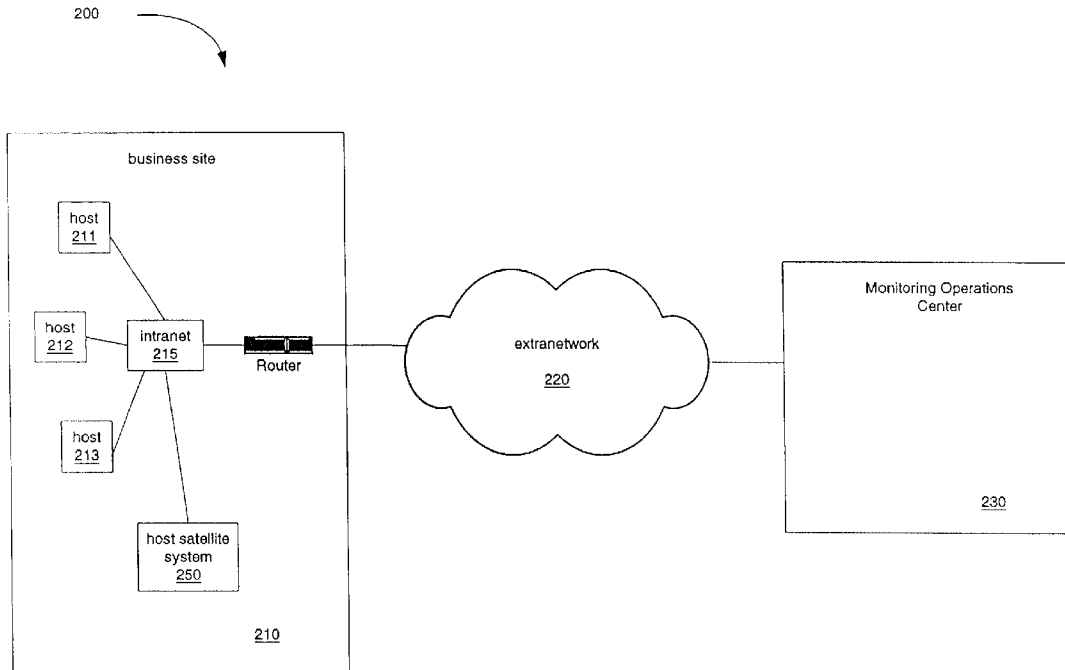 200
business site
host
211
host
212
intranet
215
Router
host
213
host satellite
system
250
210
extranetwork
220
Monitoring Operations
Center
230